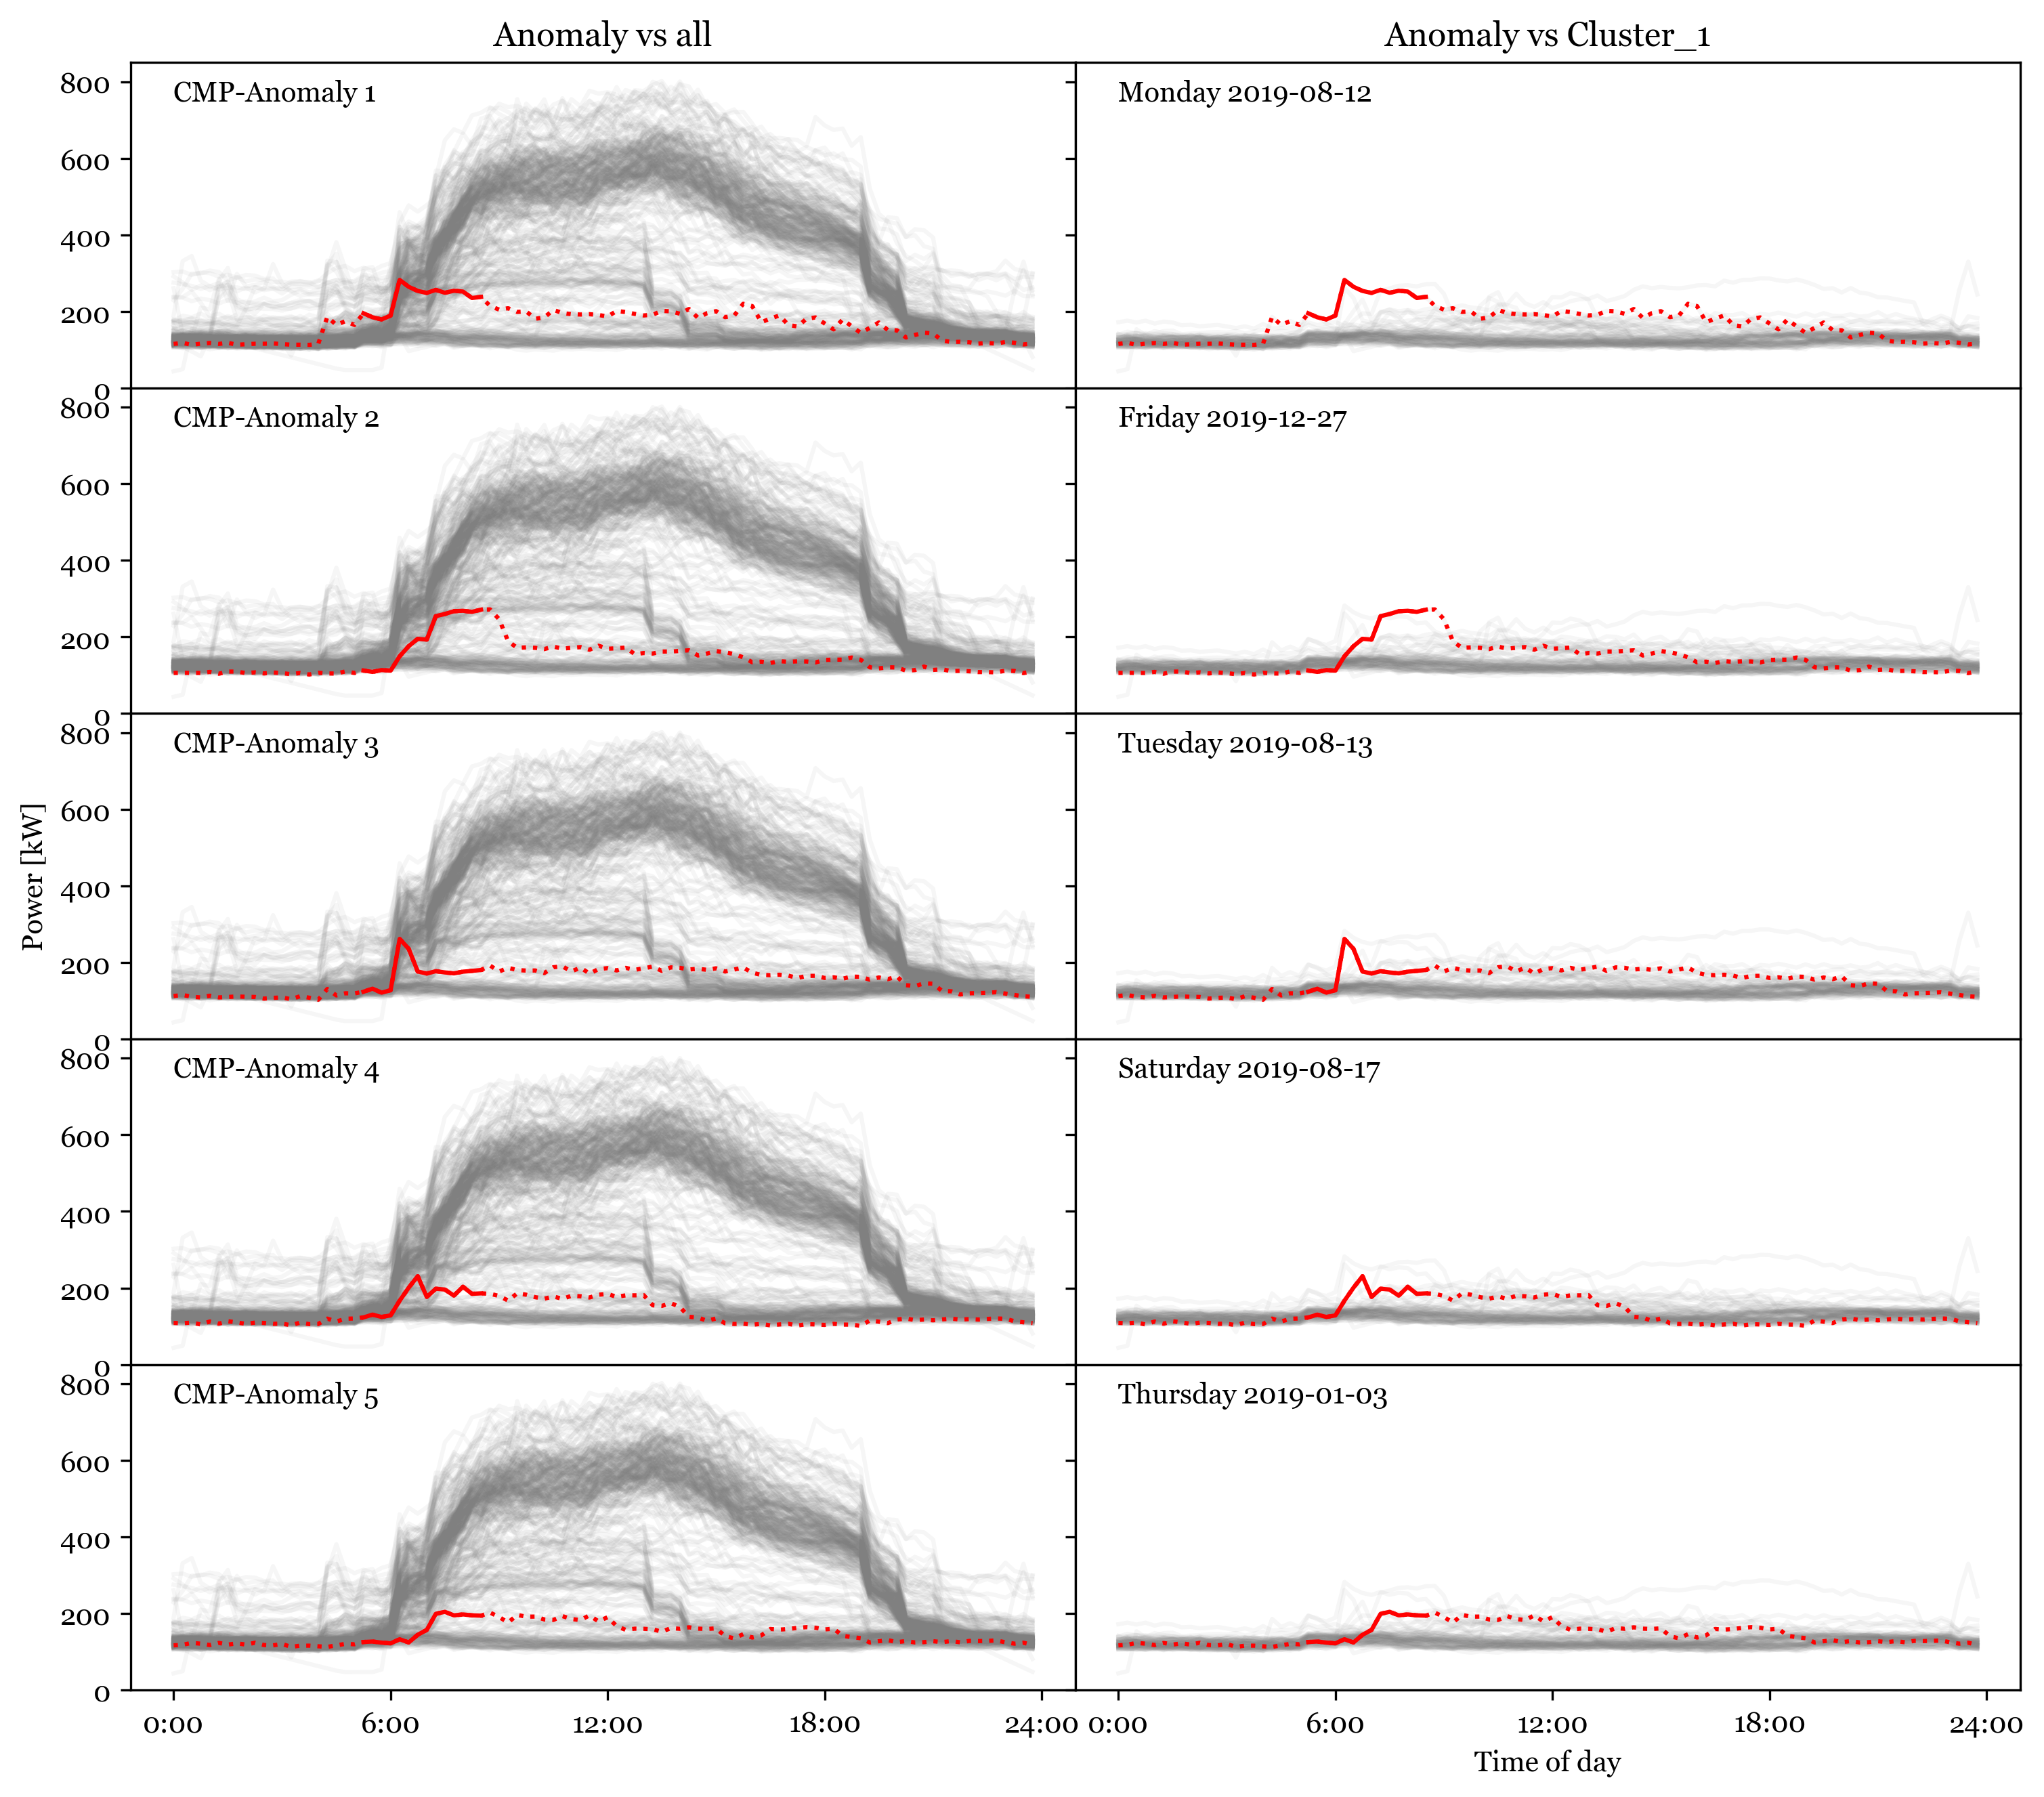 Anomaly vs all
Anomaly vs Cluster_1
800
CMP-Anomaly 1
Monday 2019-08-12
600
400
200
0
800
CMP-Anomaly 2
Friday 2019-12-27
600
400
200
0
800
CMP-Anomaly 3
Tuesday 2019-08-13
600
Power [kW]
400
200
0
800
CMP-Anomaly 4
Saturday 2019-08-17
600
400
200
0
800
CMP-Anomaly 5
Thursday 2019-01-03
600
400
200
0
0:00 6:00 12:00 18:00 24:00 0:00 6:00 12:00 18:00 24:00
Time of day